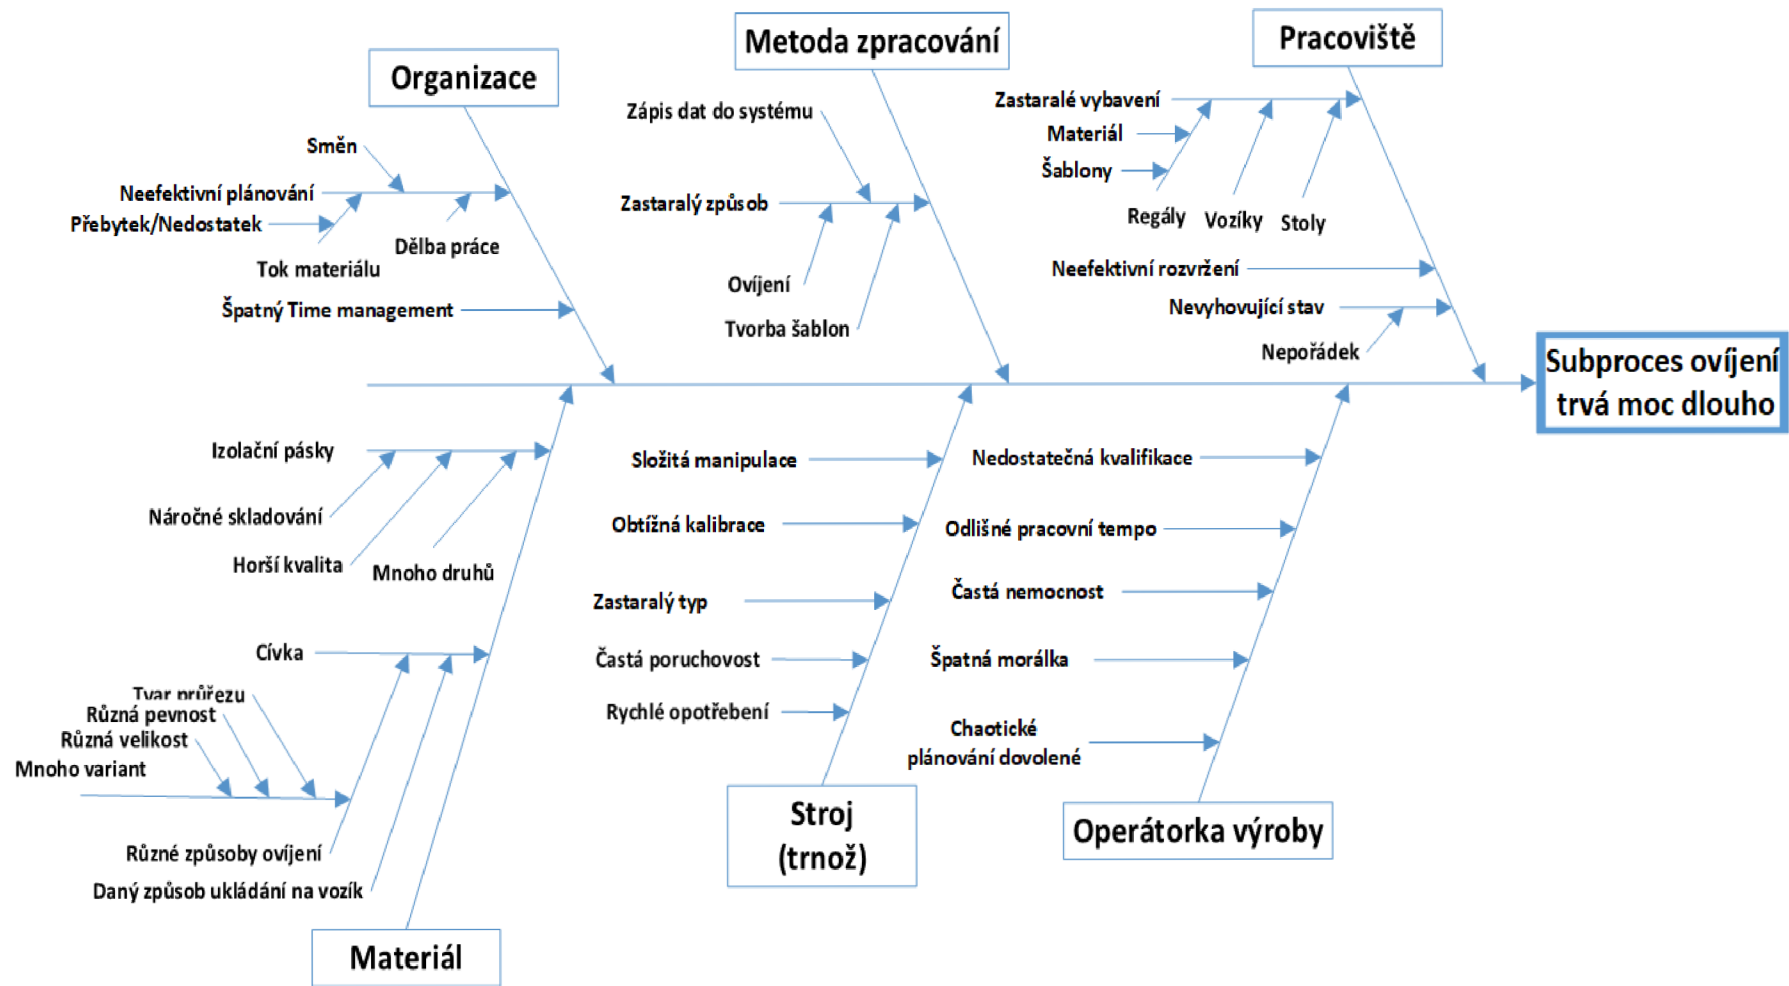 Organizace
Metoda zpracování
Pracoviště
Směn
Neefektivní plánování
Přebytek/Nedostatek
Tok materiálu
Dělba práce
Špatný Time management
Zápis dat do systému
Zastaralý způsob
Ovíjení
Tvorba šablon
Zastaralé vybavení
Materiál
Šablony
Regály
Vozíky
Stoly
Neefektivní rozvržení
Nevyhovující stav
Nepořádek
Subproces ovíjení
trvá moc dlouho
Izolační pásky
Náročné skladování
Horší kvalita
Mnoho druhů
Cívka
Tvar průřezu
Různá pevnost
Různá velikost
Mnoho variant
Různé způsoby ovíjení
Daný způsob ukládání na vozík
Materiál
Složitá manipulace
Obtížná kalibrace
Zastaralý typ
Častá poruchovost
Rychlé opotřebení
Stroj
(trnož)
Nedostatečná kvalifikace
Odlišné pracovní tempo
Častá nemocnost
Špatná morálka
Chaotické
plánování dovolené
Operátorka výroby